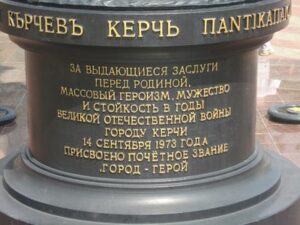 КЪРЧЕВЪ КЕРЧЬ
ЗА ВЫДАЮЩИЕСЯ ЗАСЛУГИ
ПЕРЕД РОДИНОЙ,
МАССОВЫЙ ГЕРОИЗМ, МУЖЕСТВО
И СТОЙКОСТЬ В ГОДЫ
ВЕЛИКОЙ ОТЕЧЕСТВЕННОЙ ВОЙНЫ
ГОРОДУ КЕРЧИ
14 СЕНТЯБРЯ 1973 ГОДА
ПРИСВОЕНО ПОЧЁТНОЕ ЗВАНИЕ
ГОРОД - ГЕРОЙ